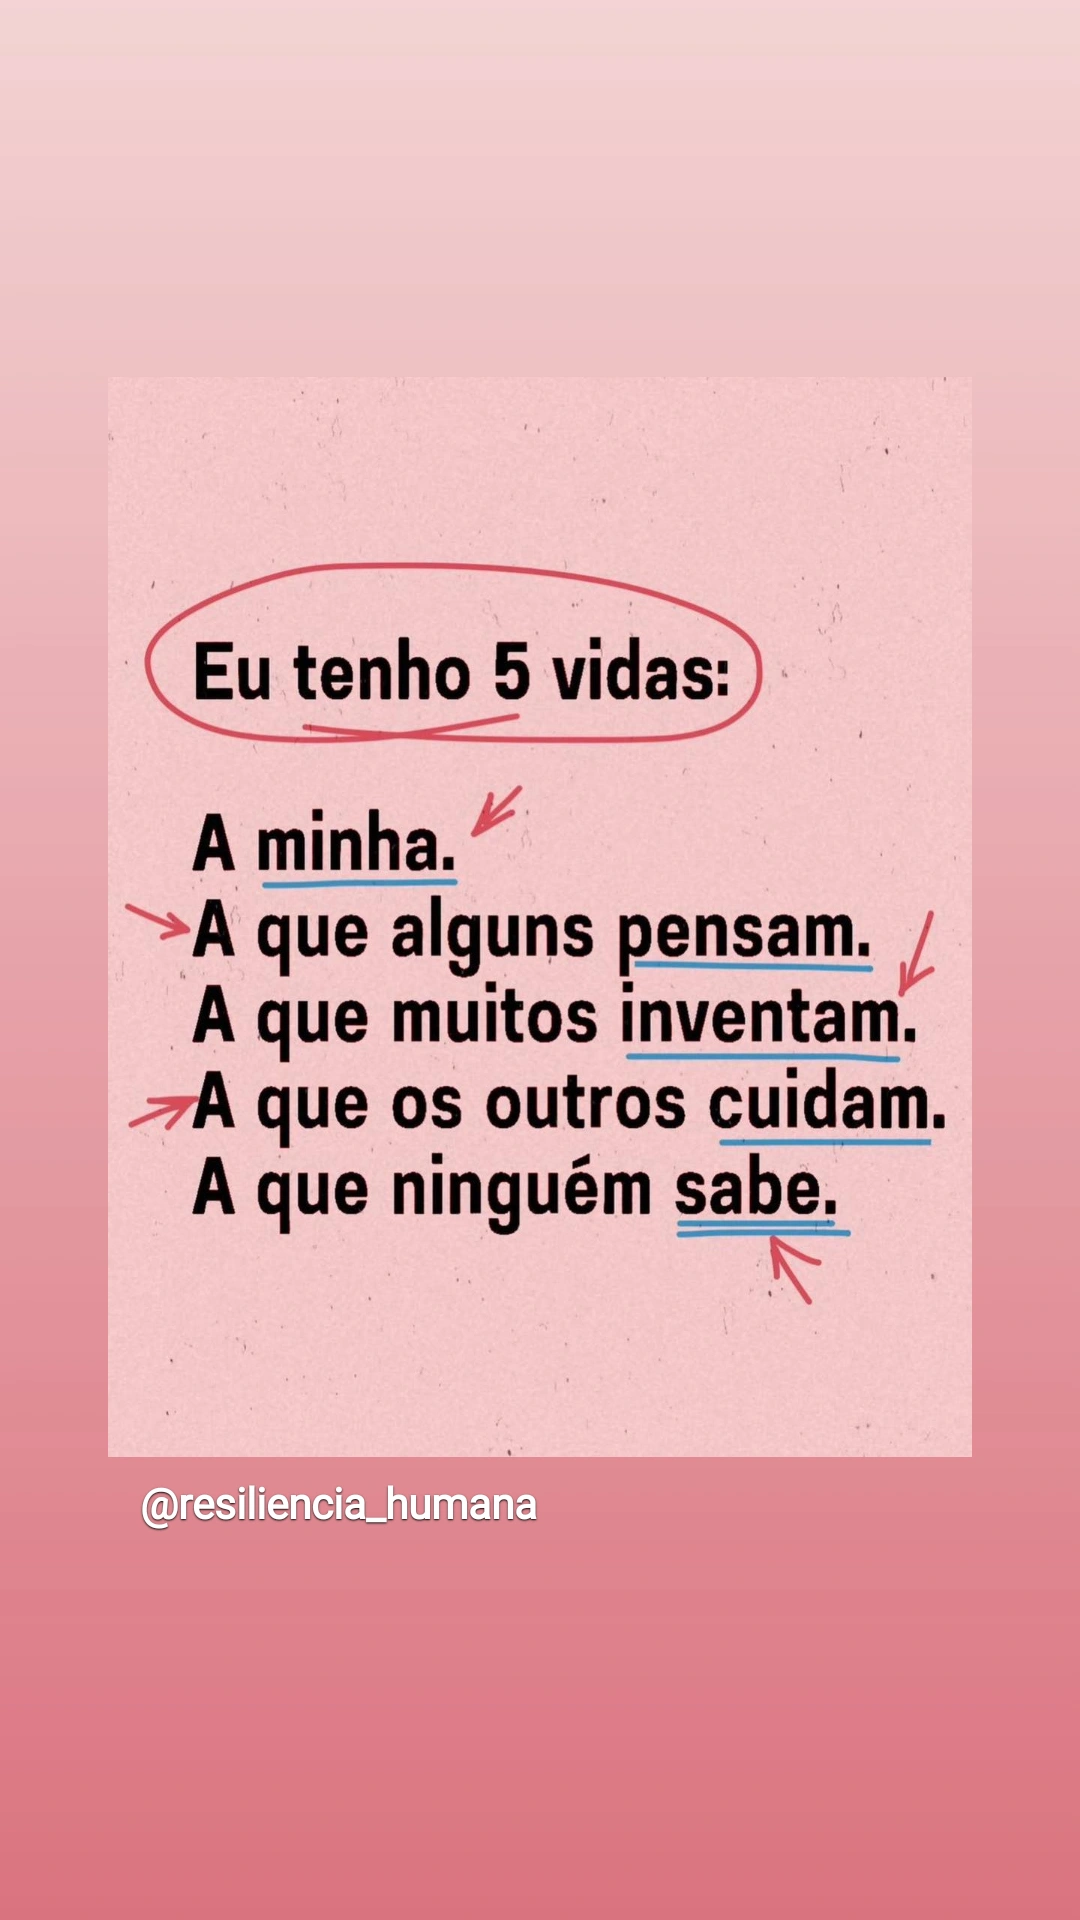 Eu tenho 5 vidas:
A minha.
A que alguns pensam.
A que muitos inventam.
A que os outros cuidam.
A que ninguém sabe.
@resiliencia_humana